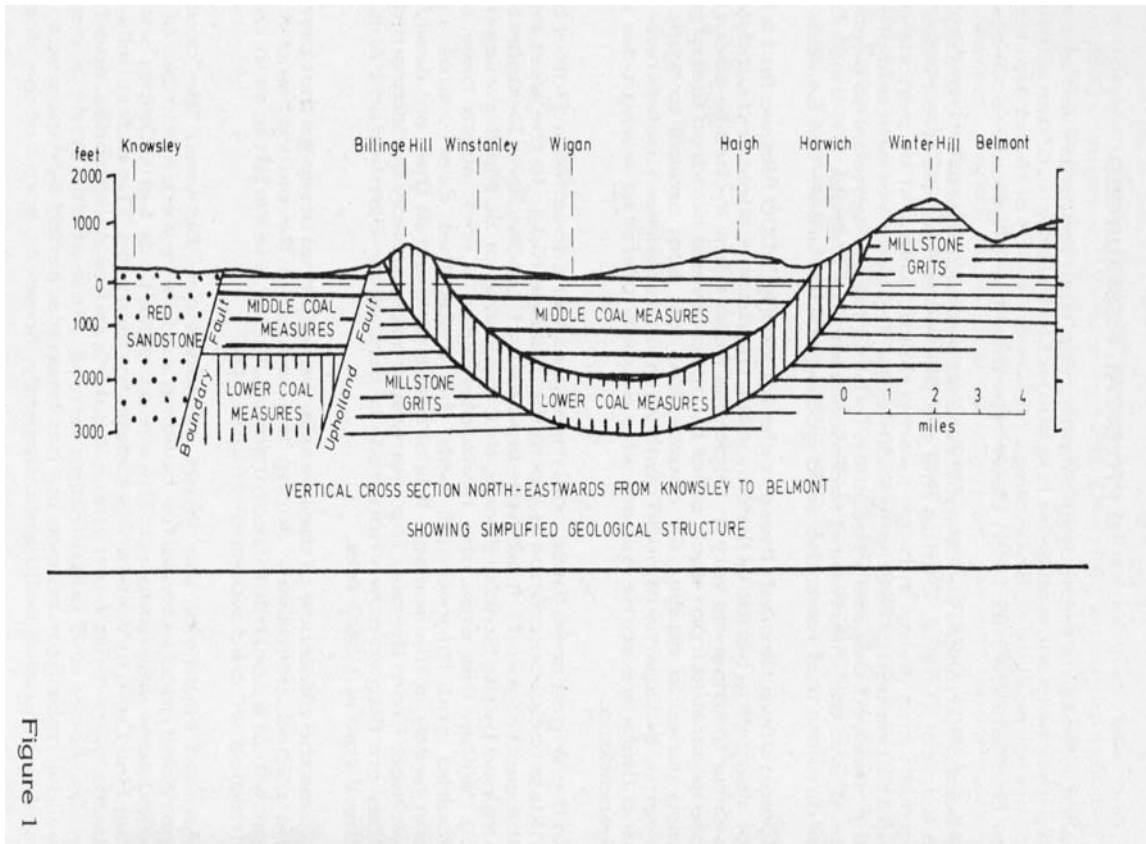 feet Knowsley Billinge Hill Winstanley Wigan Haigh Horwich Winter Hill Belmont
2000
1000
0
1000
2000
3000
RED
SANDSTONE
Boundary Fault
MIDDLE COAL
MEASURES
LOWER COAL
MEASURES
Upholland Fault
MILLSTONE
GRITS
MIDDLE COAL MEASURES
LOWER COAL MEASURES
MILLSTONE
GRITS
0 1 2 3 4
miles
VERTICAL CROSS SECTION NORTH-EASTWARDS FROM KNOWSLEY TO BELMONT
SHOWING SIMPLIFIED GEOLOGICAL STRUCTURE
Figure 1